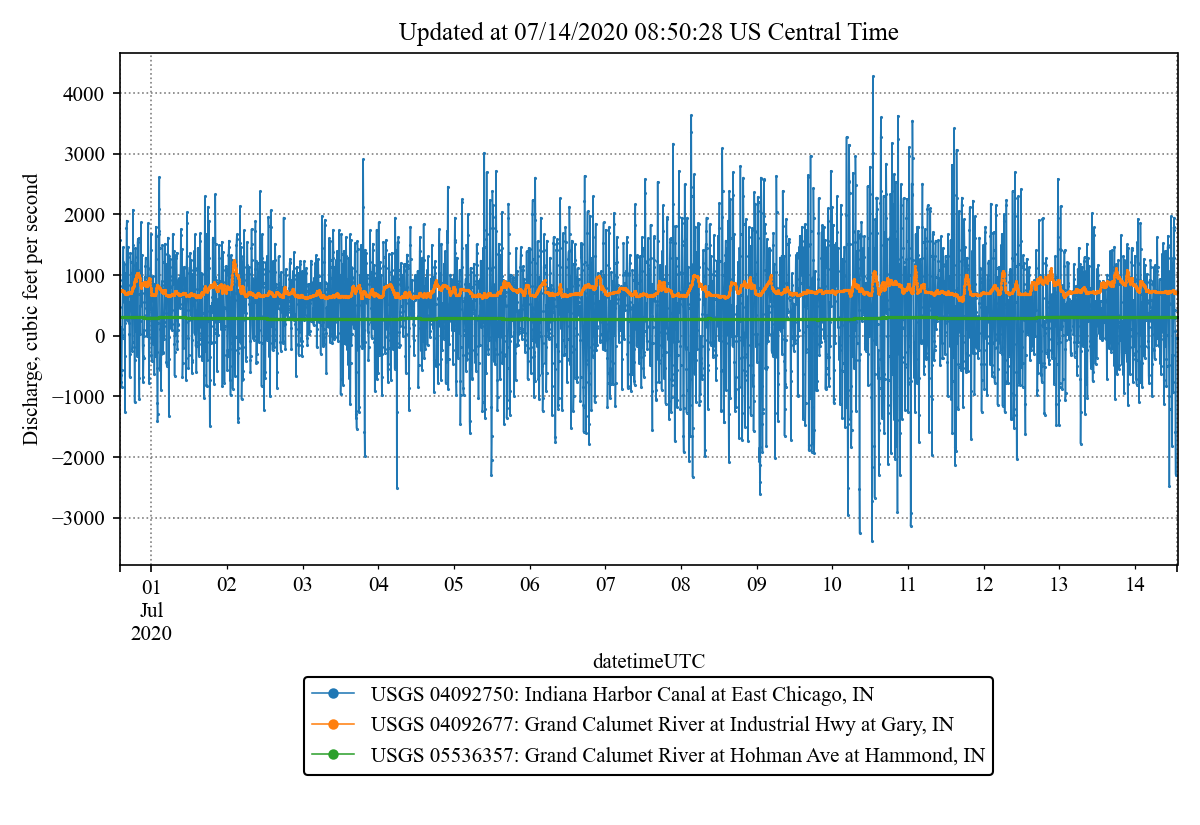 Updated at 07/14/2020 08:50:28 US Central Time
Discharge, cubic feet per second
4000
3000
2000
1000
0
−1000
−2000
−3000
01 02 03 04 05 06 07 08 09 10 11 12 13 14
Jul
2020
datetimeUTC
USGS 04092750: Indiana Harbor Canal at East Chicago, IN
USGS 04092677: Grand Calumet River at Industrial Hwy at Gary, IN
USGS 05536357: Grand Calumet River at Hohman Ave at Hammond, IN